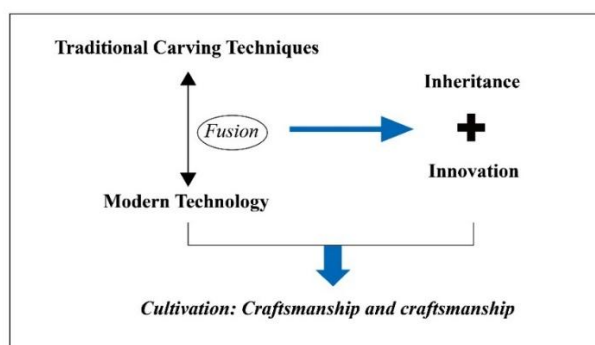 Traditional Carving Techniques
Inheritance
Fusion
Innovation
Modern Technology
Cultivation: Craftsmanship and craftsmanship